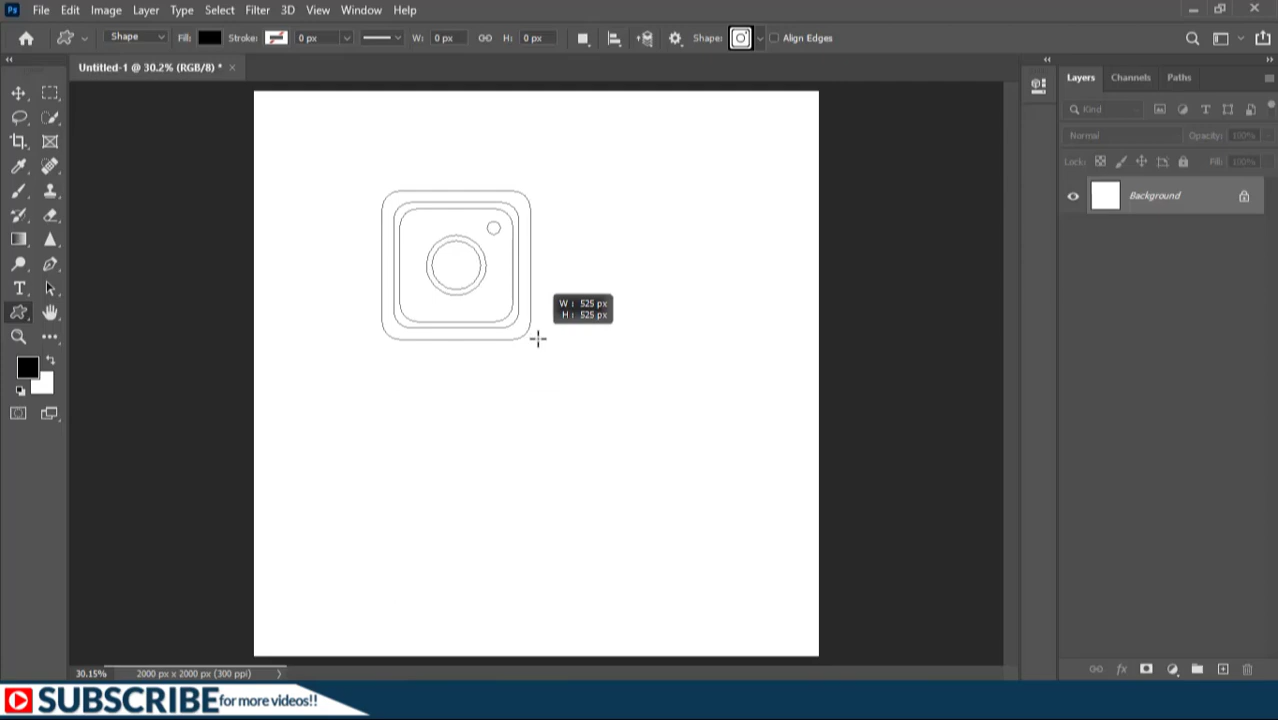 Ps File Edit Image Layer Type Select Filter 3D View Window Help
Shape Fill: Stroke: 0 px W: 0 px H: 0 px Shape: Align Edges
Untitled-1 @ 30.2% (RGB/8) * ×
Layers Channels Paths
Kind
Normal Opacity: 100%
Lock: Fill: 100%
Background
W : 525 px
H : 525 px
30.15% 2000 px x 2000 px (300 ppi)
SUBSCRIBE for more videos!!